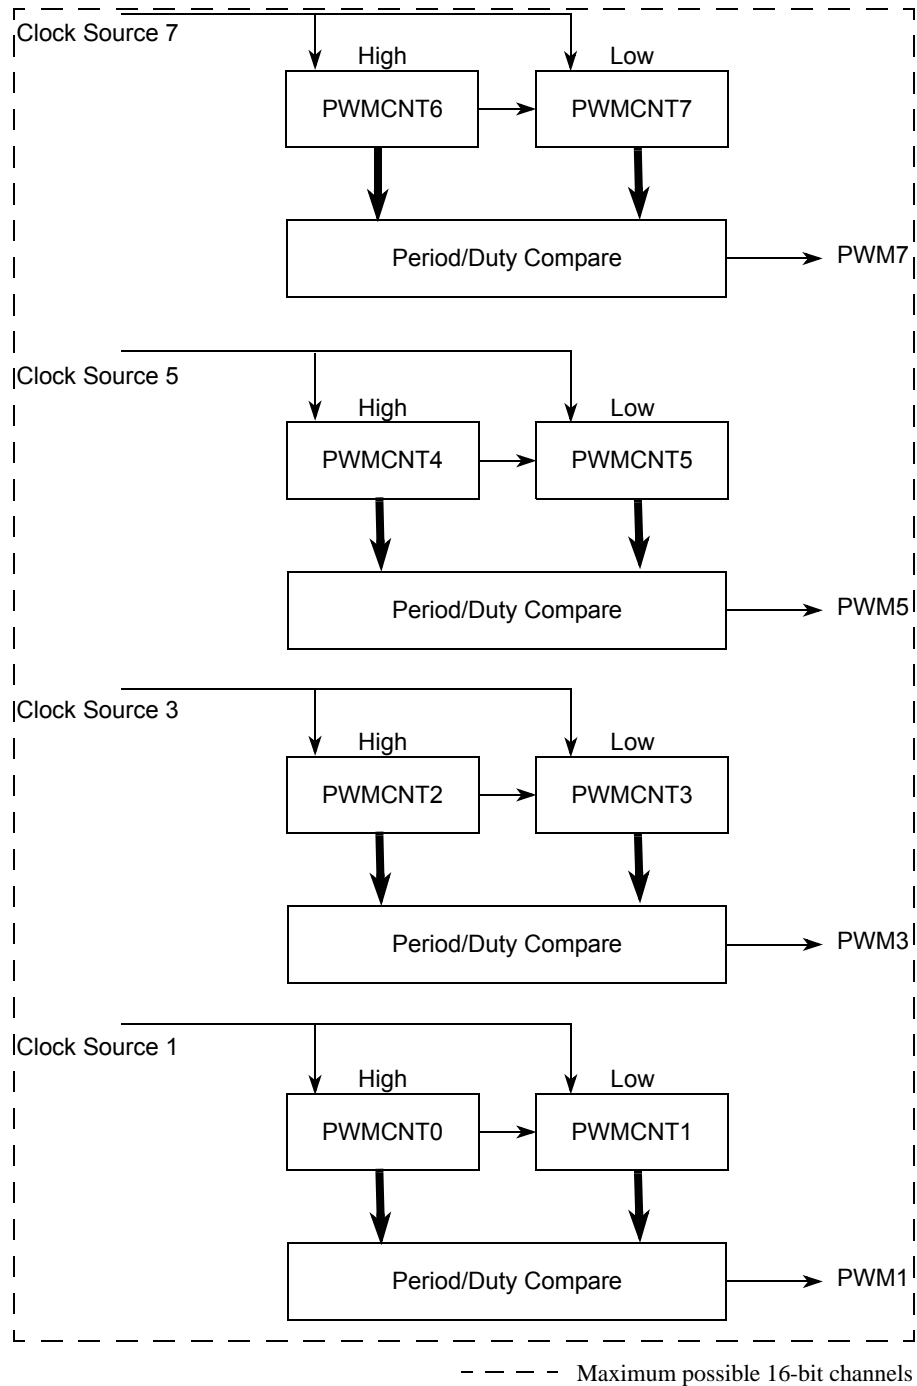 Clock Source 7
High Low
PWMCNT6 PWMCNT7
Period/Duty Compare PWM7
Clock Source 5
High Low
PWMCNT4 PWMCNT5
Period/Duty Compare PWM5
Clock Source 3
High Low
PWMCNT2 PWMCNT3
Period/Duty Compare PWM3
Clock Source 1
High Low
PWMCNT0 PWMCNT1
Period/Duty Compare PWM1
Maximum possible 16-bit channels